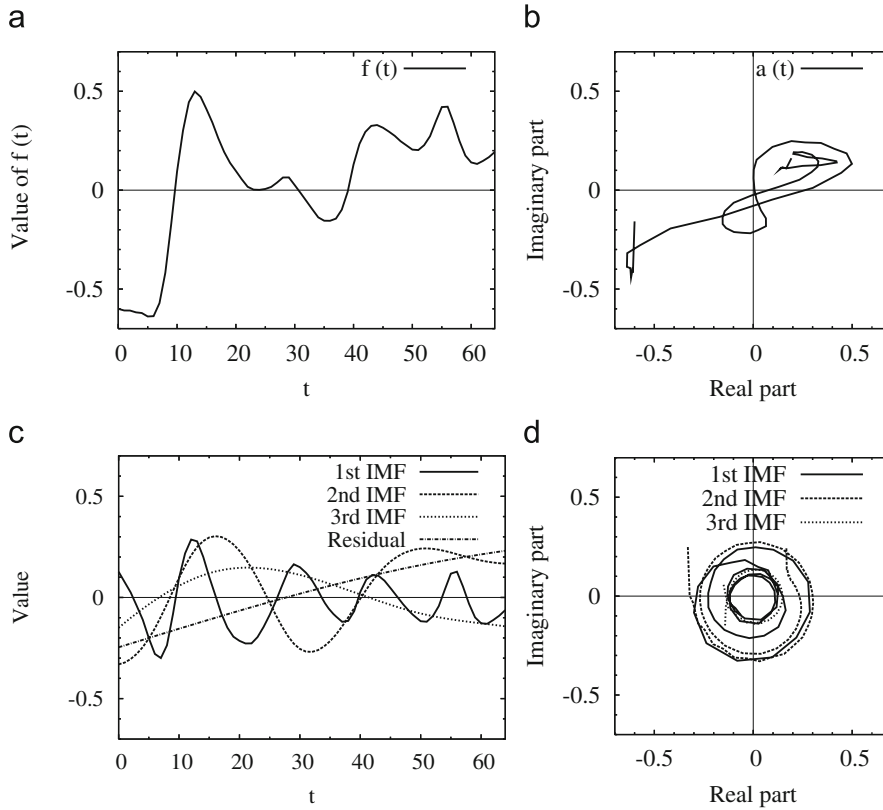 a
f (t)
Value of f (t)
0.5
0
-0.5
0 10 20 30 40 50 60
t
b
a (t)
Imaginary part
0.5
0
-0.5
-0.5 0 0.5
Real part
c
1st IMF
2nd IMF
3rd IMF
Residual
Value
0.5
0
-0.5
0 10 20 30 40 50 60
t
d
1st IMF
2nd IMF
3rd IMF
Imaginary part
0.5
0
-0.5
-0.5 0 0.5
Real part